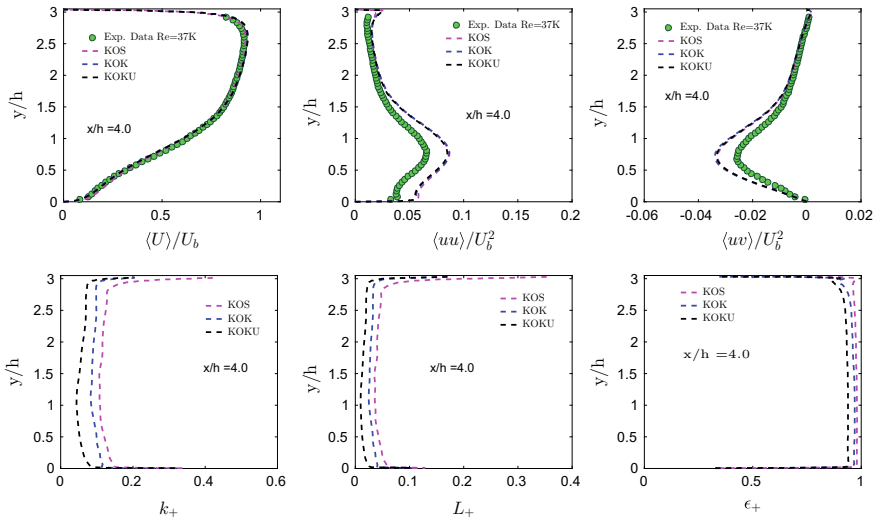 3
2.5
2
1.5
1
0.5
0
y/h
Exp. Data Re=37K
KOS
KOK
KOKU
x/h =4.0
0
0.5
1
⟨U⟩/U_b
3
2.5
2
1.5
1
0.5
0
y/h
Exp. Data Re=37K
KOS
KOK
KOKU
x/h =4.0
0
0.05
0.1
0.15
0.2
⟨uu⟩/U_b^2
3
2.5
2
1.5
1
0.5
0
y/h
Exp. Data Re=37K
KOS
KOK
KOKU
x/h =4.0
-0.06
-0.04
-0.02
0
0.02
⟨uv⟩/U_b^2
3
2.5
2
1.5
1
0.5
0
y/h
KOS
KOK
KOKU
x/h =4.0
0
0.2
0.4
0.6
k_+
3
2.5
2
1.5
1
0.5
0
y/h
KOS
KOK
KOKU
x/h =4.0
0
0.1
0.2
0.3
0.4
L_+
3
2.5
2
1.5
1
0.5
0
y/h
KOS
KOK
KOKU
x/h =4.0
0
0.2
0.4
0.6
0.8
1
ϵ_+